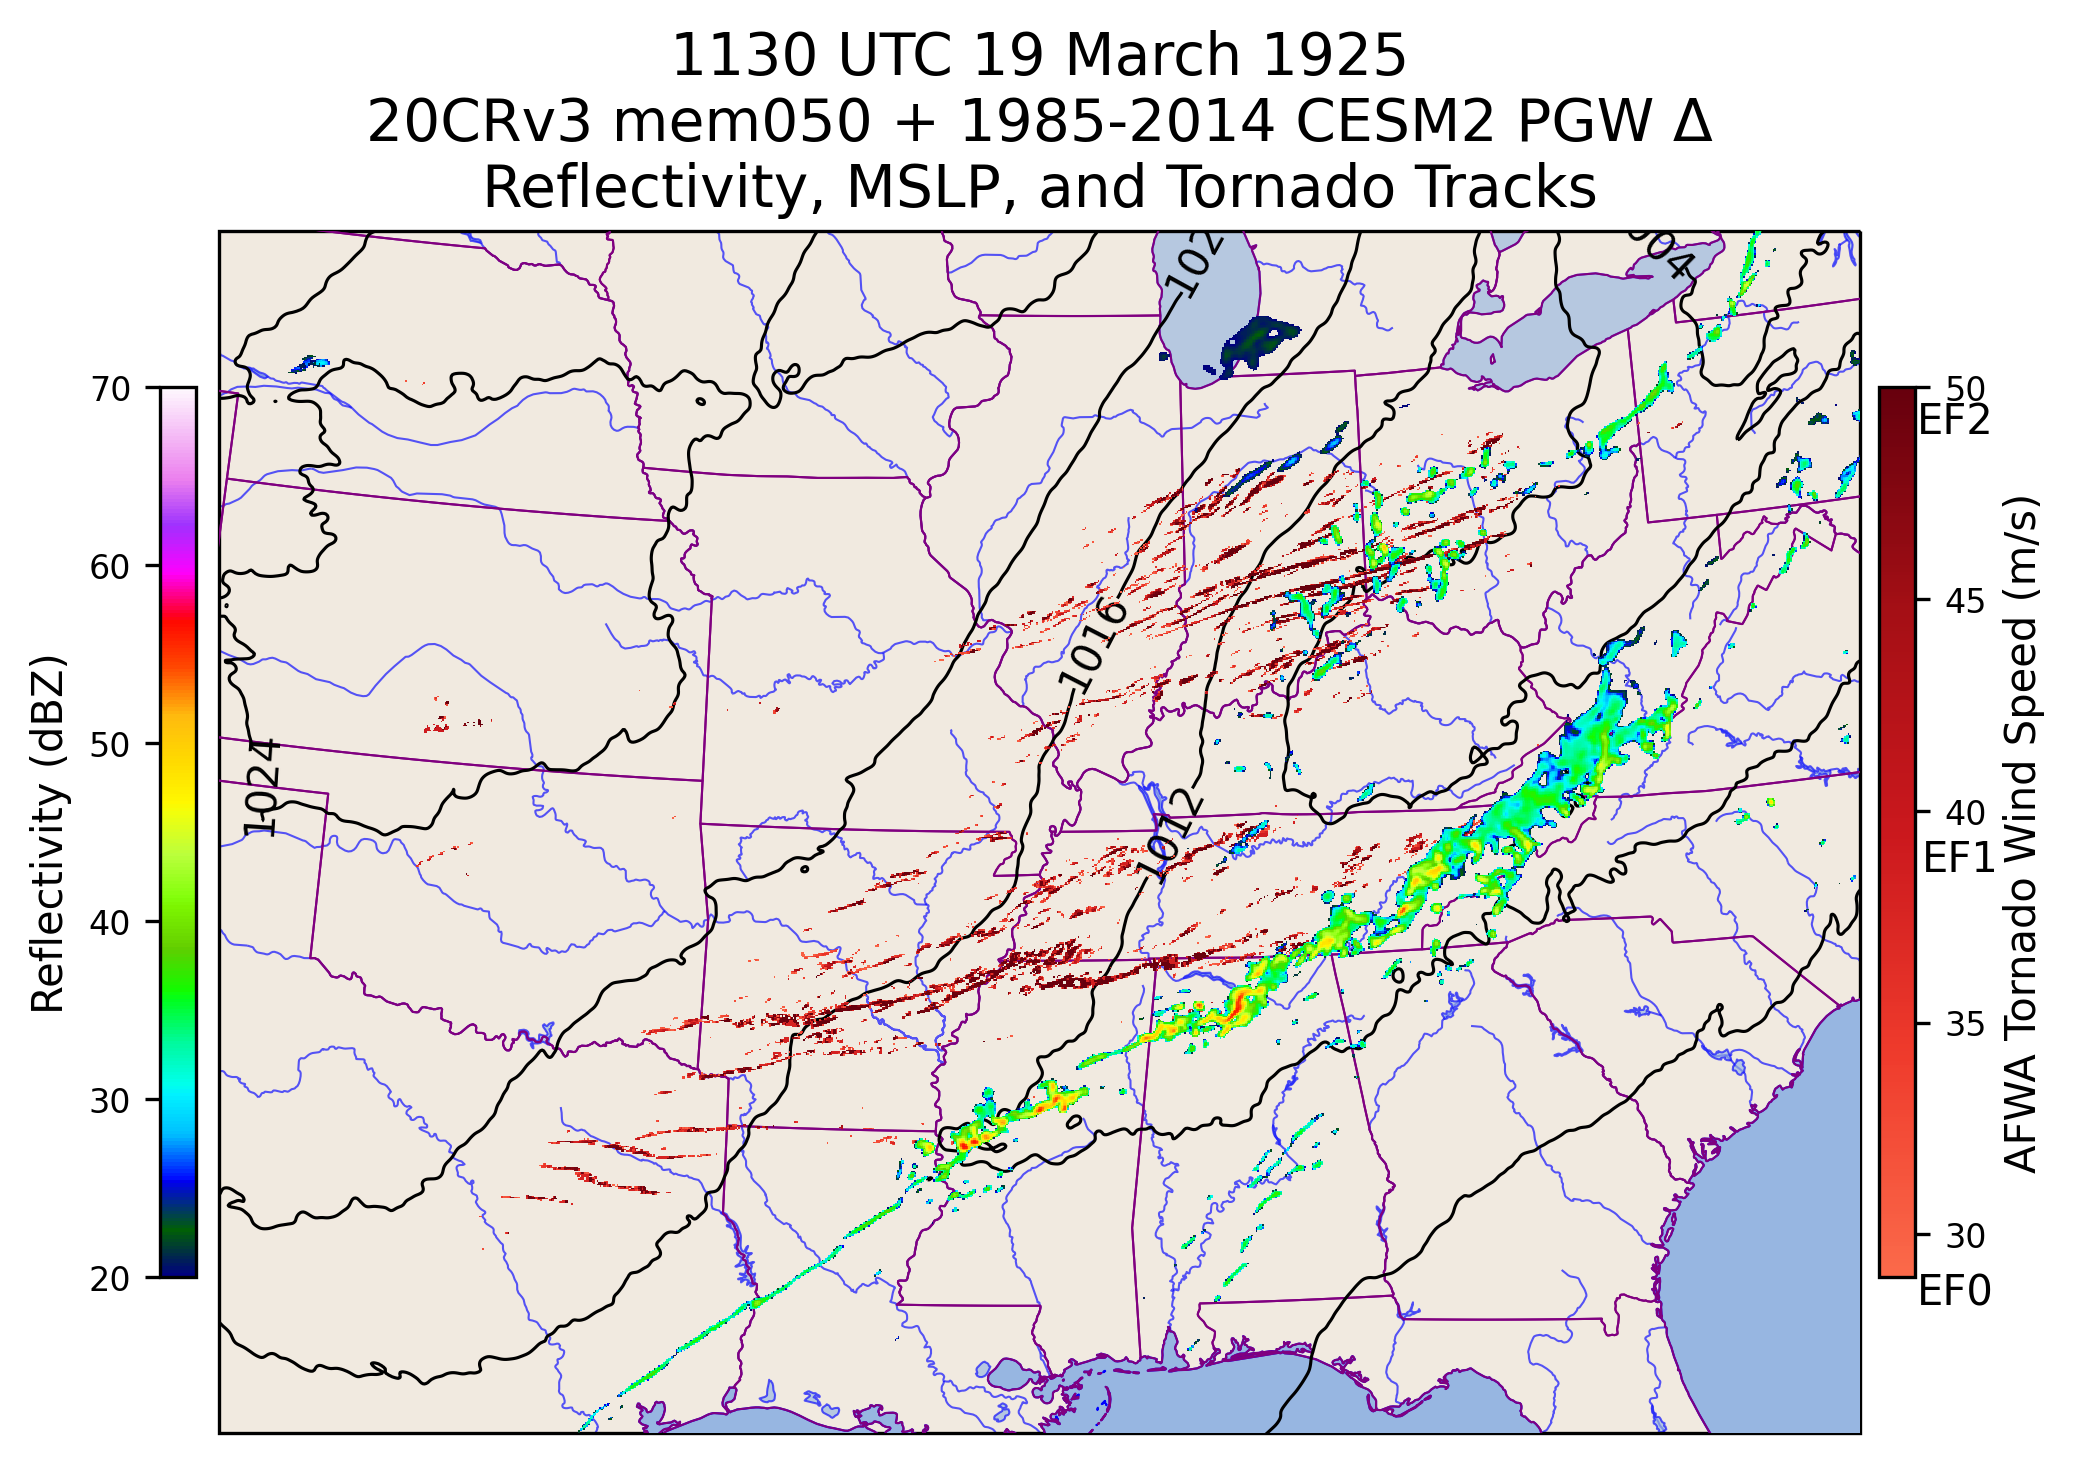 1130 UTC 19 March 1925
20CRv3 mem050 + 1985-2014 CESM2 PGW Δ
Reflectivity, MSLP, and Tornado Tracks
Reflectivity (dBZ)
70
60
50
40
30
20
1024
1016
1012
50
EF2
45
40
EF1
35
30
EF0
AFWA Tornado Wind Speed (m/s)